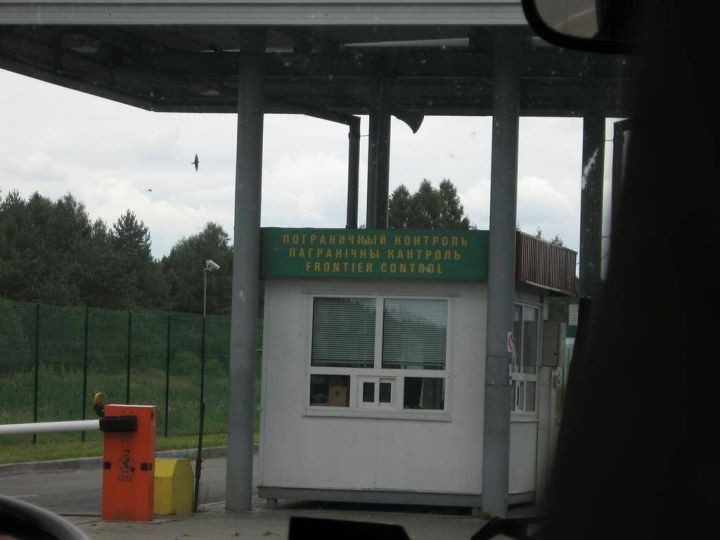 ПОГРАНИЧНЫЙ КОНТРОЛЬ
ПАГРАНІЧНЫ КАНТРОЛЬ
FRONTIER CONTROL